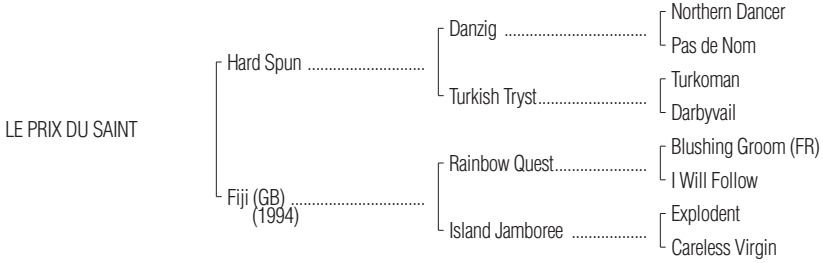 Northern Dancer
Danzig ..................................
Pas de Nom
Hard Spun ............................
Turkoman
Turkish Tryst..........................
Darbyvail
LE PRIX DU SAINT
Blushing Groom (FR)
Rainbow Quest......................
I Will Follow
Fiji (GB) ................................
(1994)
Explodent
Island Jamboree ..................
Careless Virgin